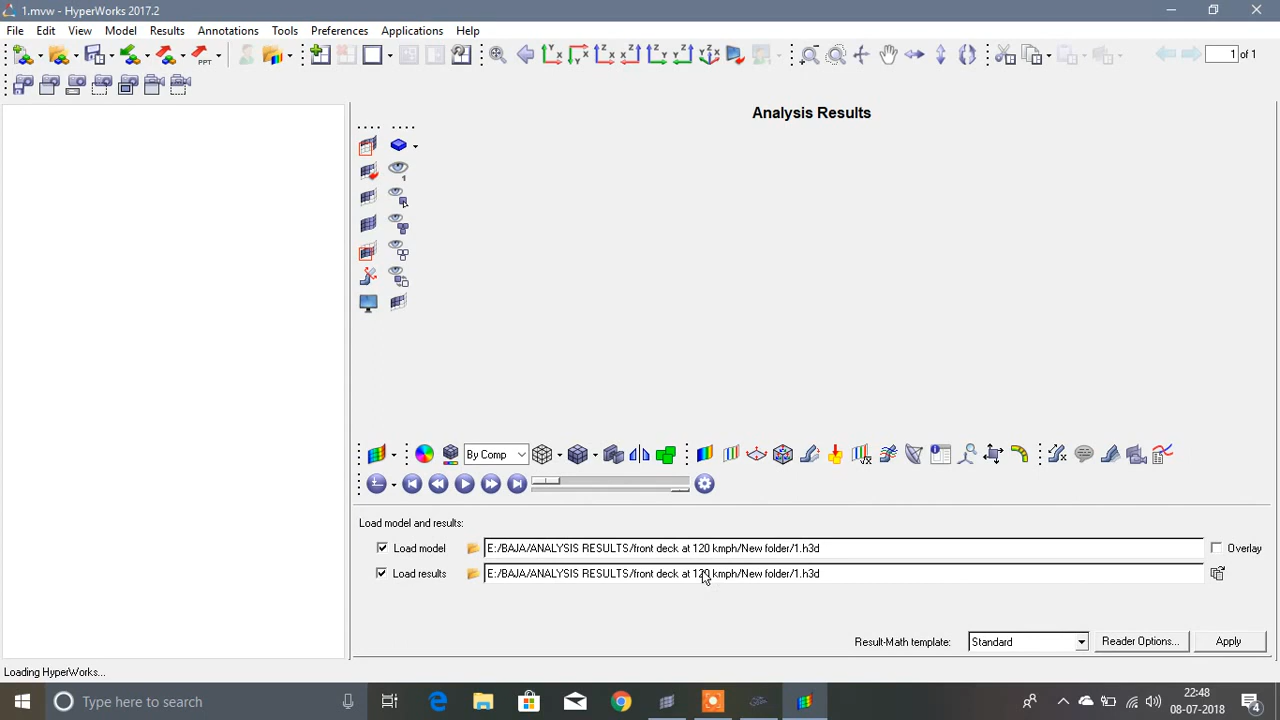 1.mvw - HyperWorks 2017.2
File Edit View Model Results Annotations Tools Preferences Applications Help
PPT
1 of 1
Analysis Results
1
By Comp
Load model and results:
Load model E:/BAJA/ANALYSIS RESULTS/front deck at 120 kmph/New folder/1.h3d Overlay
Load results E:/BAJA/ANALYSIS RESULTS/front deck at 120 kmph/New folder/1.h3d
Result-Math template: Standard Reader Options... Apply
Loading HyperWorks...
Type here to search
22:48
08-07-2018
4